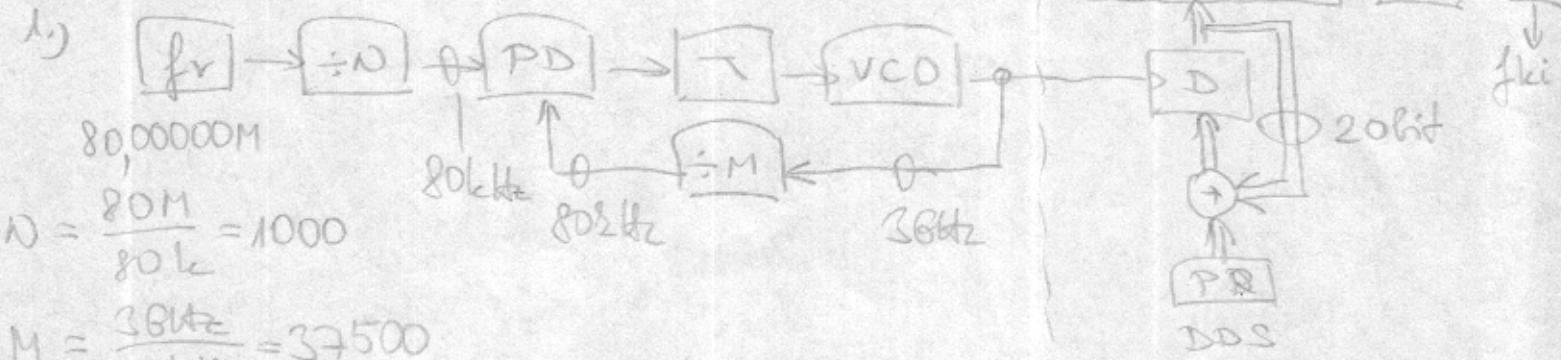 1.)
fr ÷N PD VCO D fki
80,00000M
80kHz
80kHz
÷M
3GHz
20bit
+
N = 80M / 80k = 1000
PR
DDS
M = 3GHz = 37500